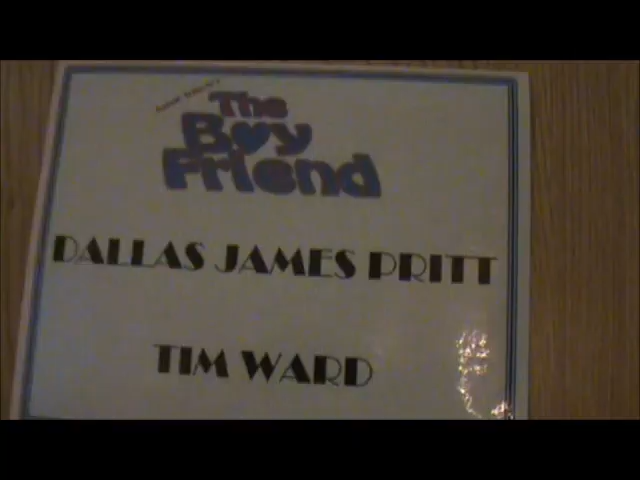 The
Boy
Friend
DALLAS JAMES PRITT
TIM WARD